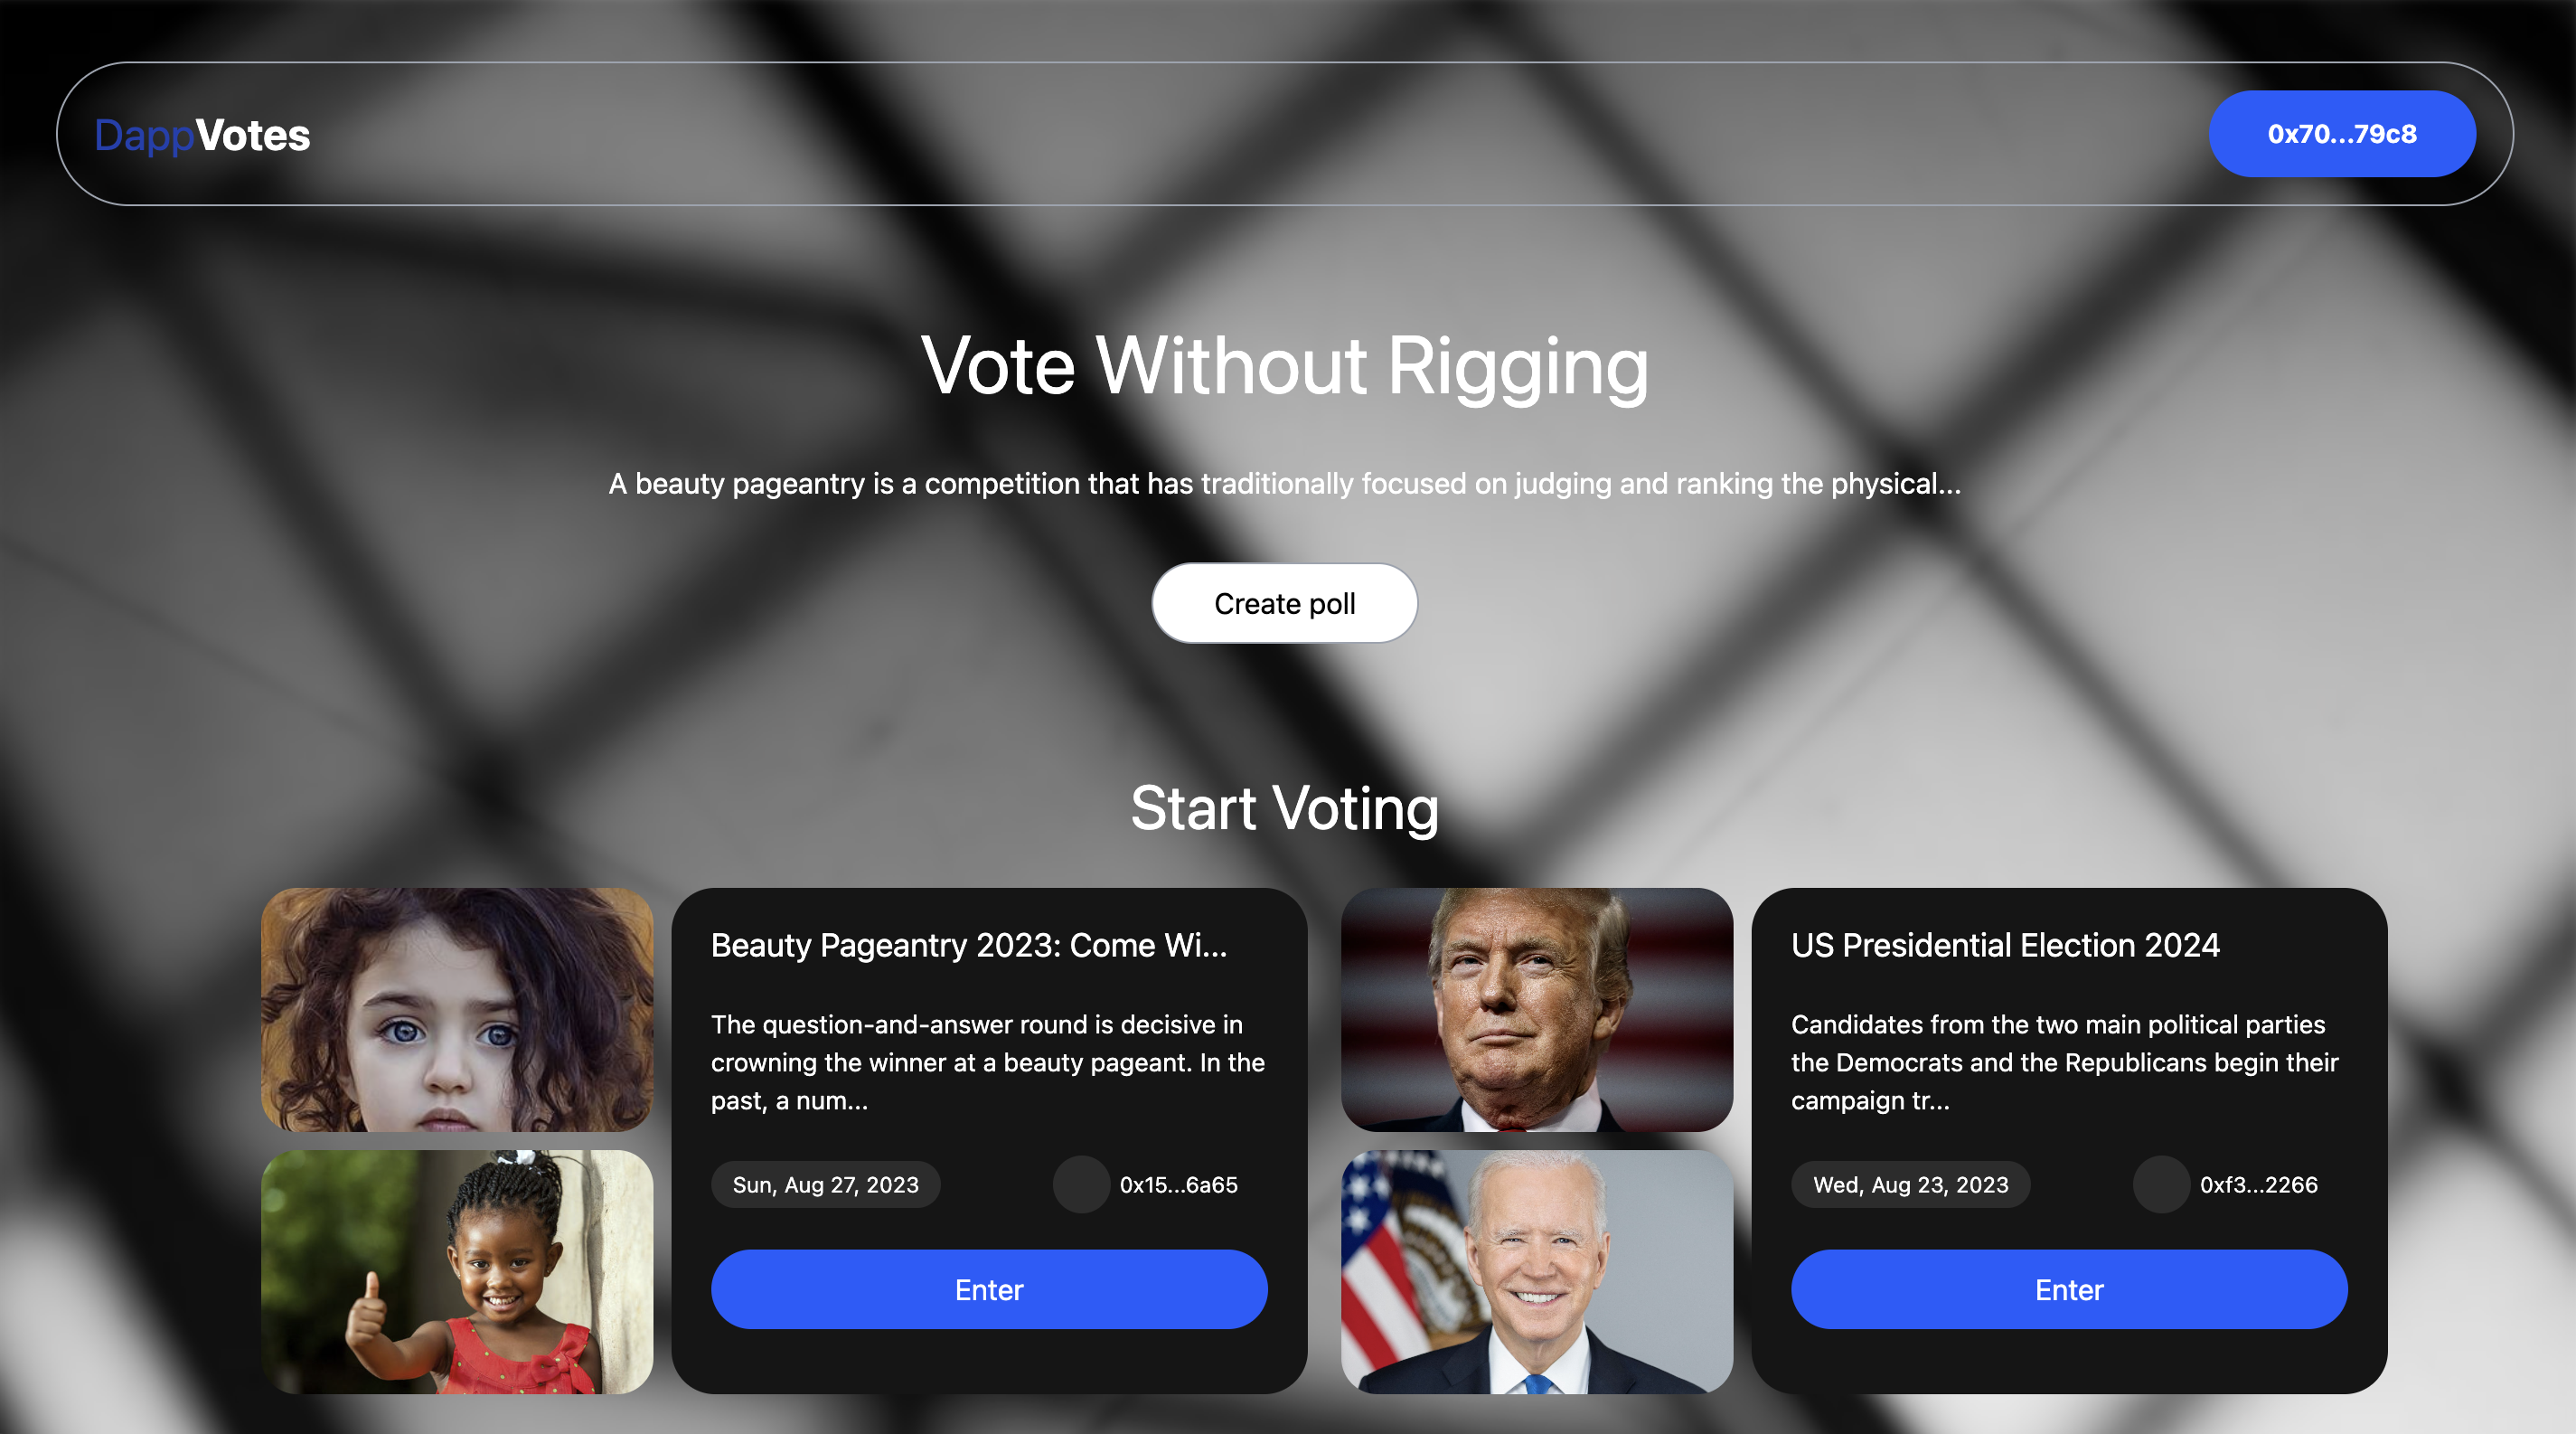 DappVotes
0x70...79c8
Vote Without Rigging
A beauty pageantry is a competition that has traditionally focused on judging and ranking the physical...
Create poll
Start Voting
Beauty Pageantry 2023: Come Wi...
The question-and-answer round is decisive in
crowning the winner at a beauty pageant. In the
past, a num...
Sun, Aug 27, 2023
0x15...6a65
Enter
US Presidential Election 2024
Candidates from the two main political parties
the Democrats and the Republicans begin their
campaign tr...
Wed, Aug 23, 2023
0xf3...2266
Enter